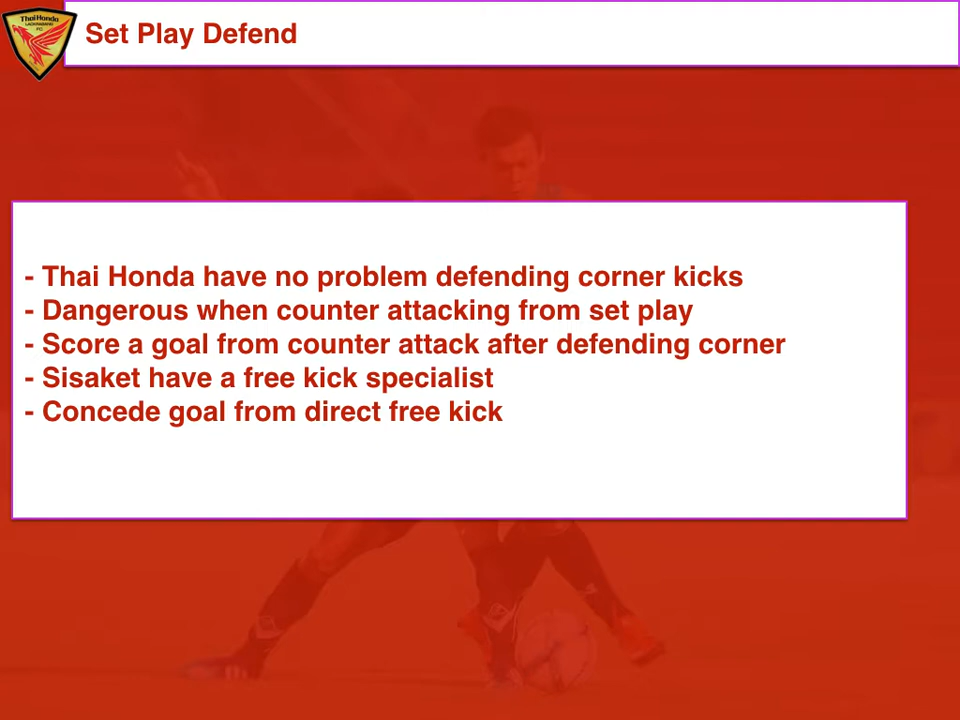 Thai Honda
LADKRABANG
FC
Set Play Defend
- Thai Honda have no problem defending corner kicks
- Dangerous when counter attacking from set play
- Score a goal from counter attack after defending corner
- Sisaket have a free kick specialist
- Concede goal from direct free kick